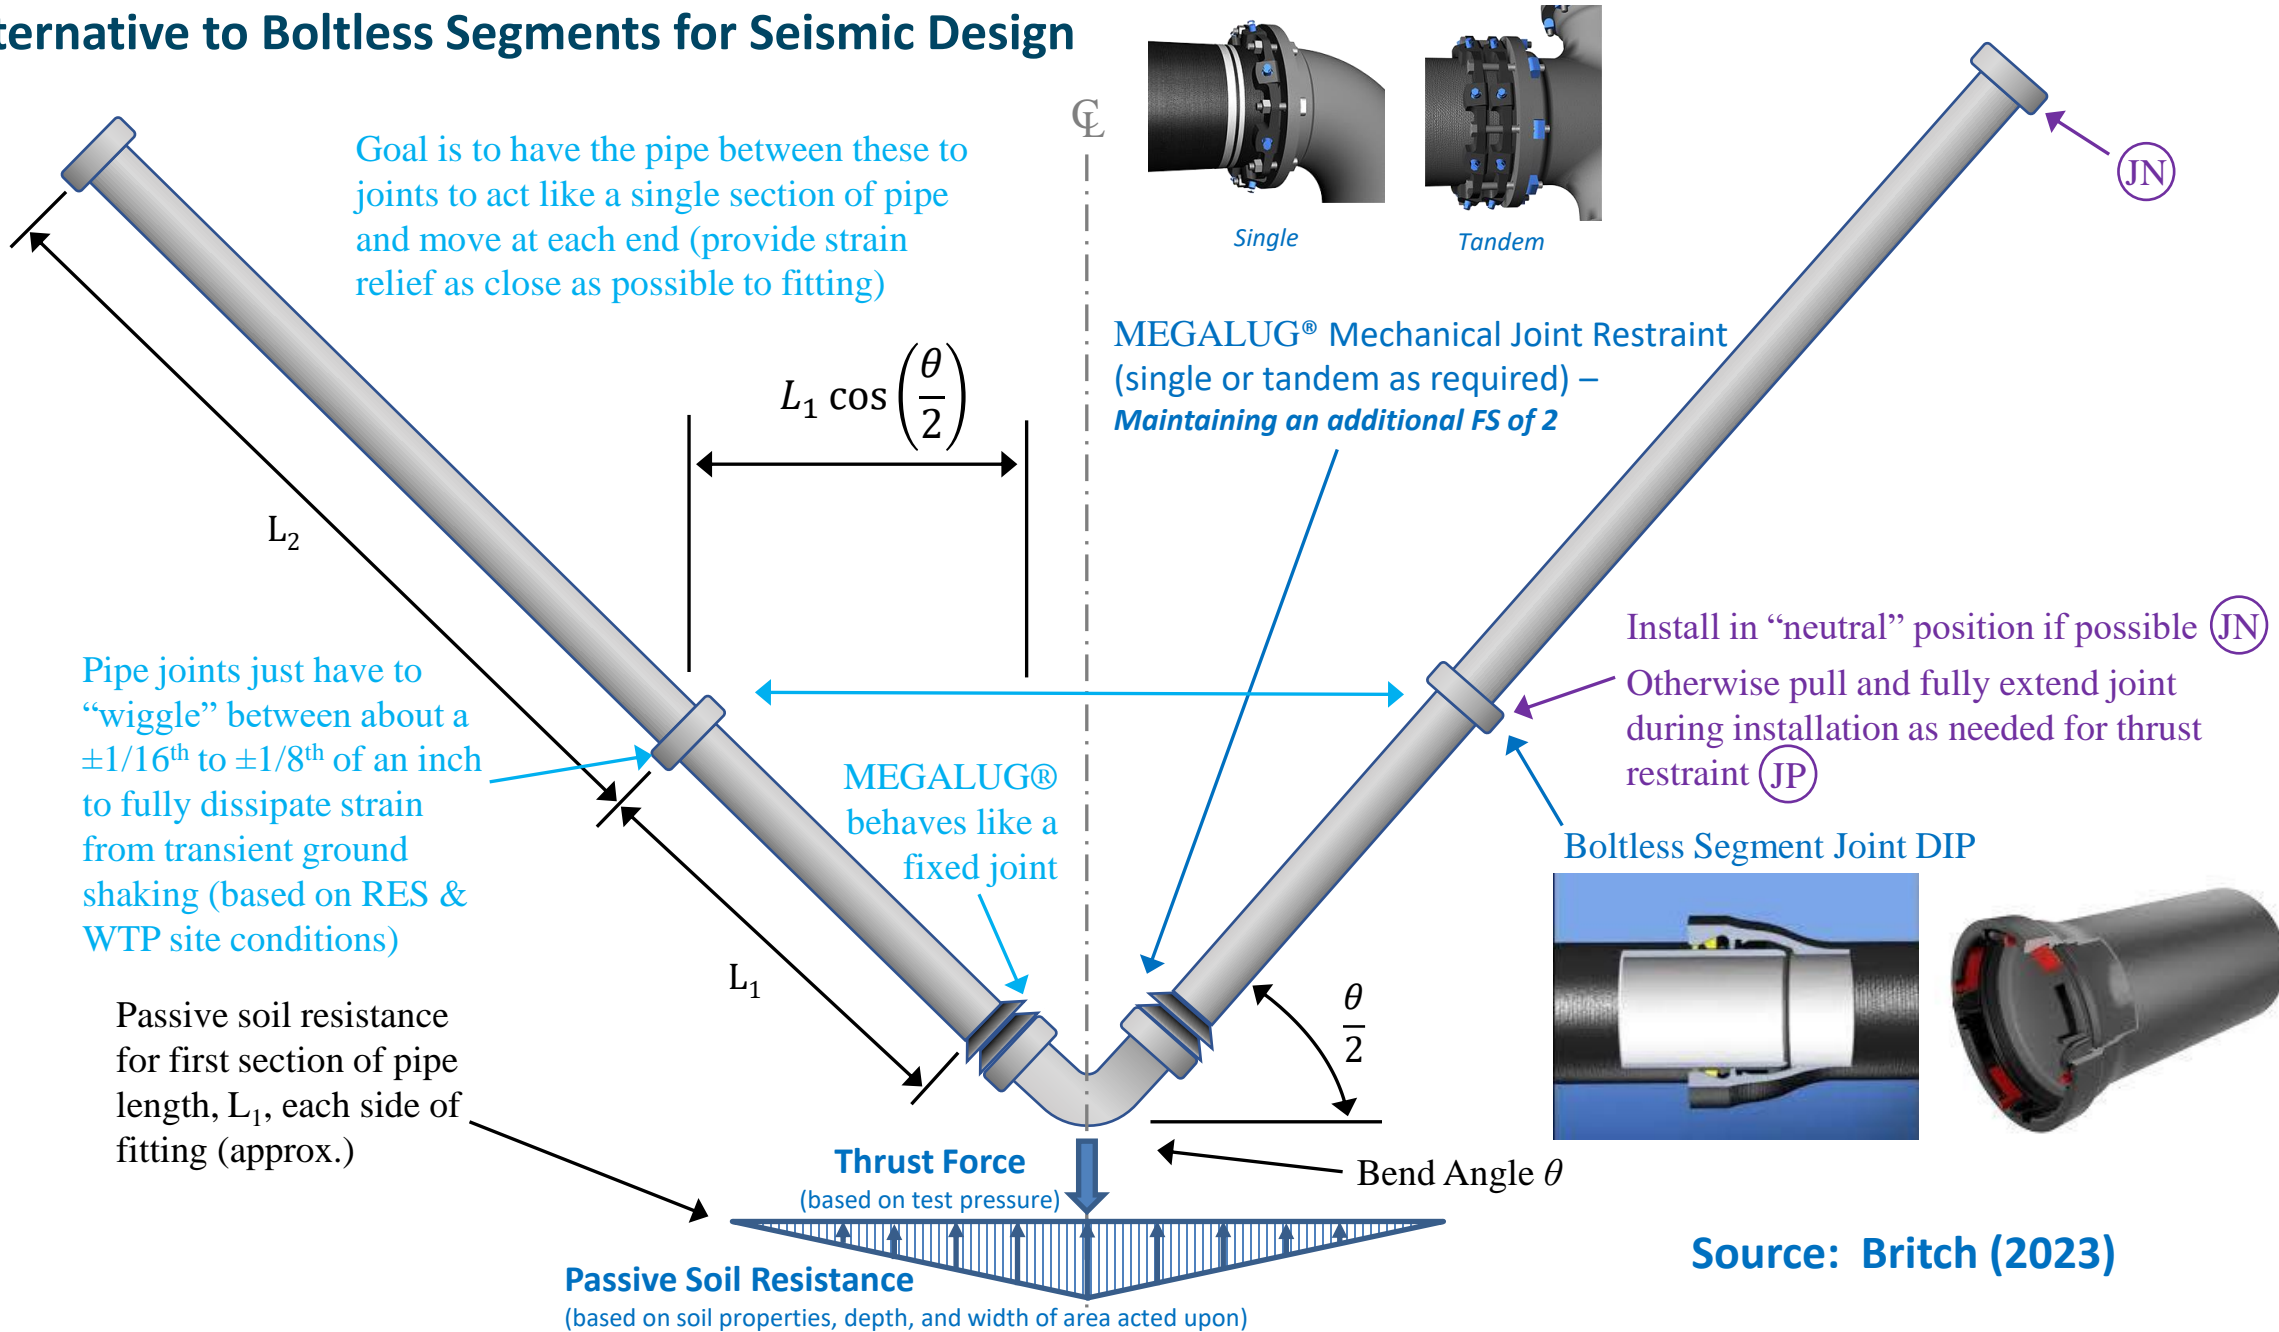 ternative to Boltless Segments for Seismic Design
Goal is to have the pipe between these to
joints to act like a single section of pipe
and move at each end (provide strain
relief as close as possible to fitting)
℄
Single
Tandem
JN
MEGALUG® Mechanical Joint Restraint
(single or tandem as required) –
Maintaining an additional FS of 2
L₁ cos(θ/2)
L₂
Install in “neutral” position if possible JN
Otherwise pull and fully extend joint
during installation as needed for thrust
restraint JP
Pipe joints just have to
“wiggle” between about a
±1/16ᵗʰ to ±1/8ᵗʰ of an inch
to fully dissipate strain
from transient ground
shaking (based on RES &
WTP site conditions)
MEGALUG®
behaves like a
fixed joint
Boltless Segment Joint DIP
L₁
θ/2
Passive soil resistance
for first section of pipe
length, L₁, each side of
fitting (approx.)
Thrust Force
(based on test pressure)
Bend Angle θ
Passive Soil Resistance
(based on soil properties, depth, and width of area acted upon)
Source: Britch (2023)